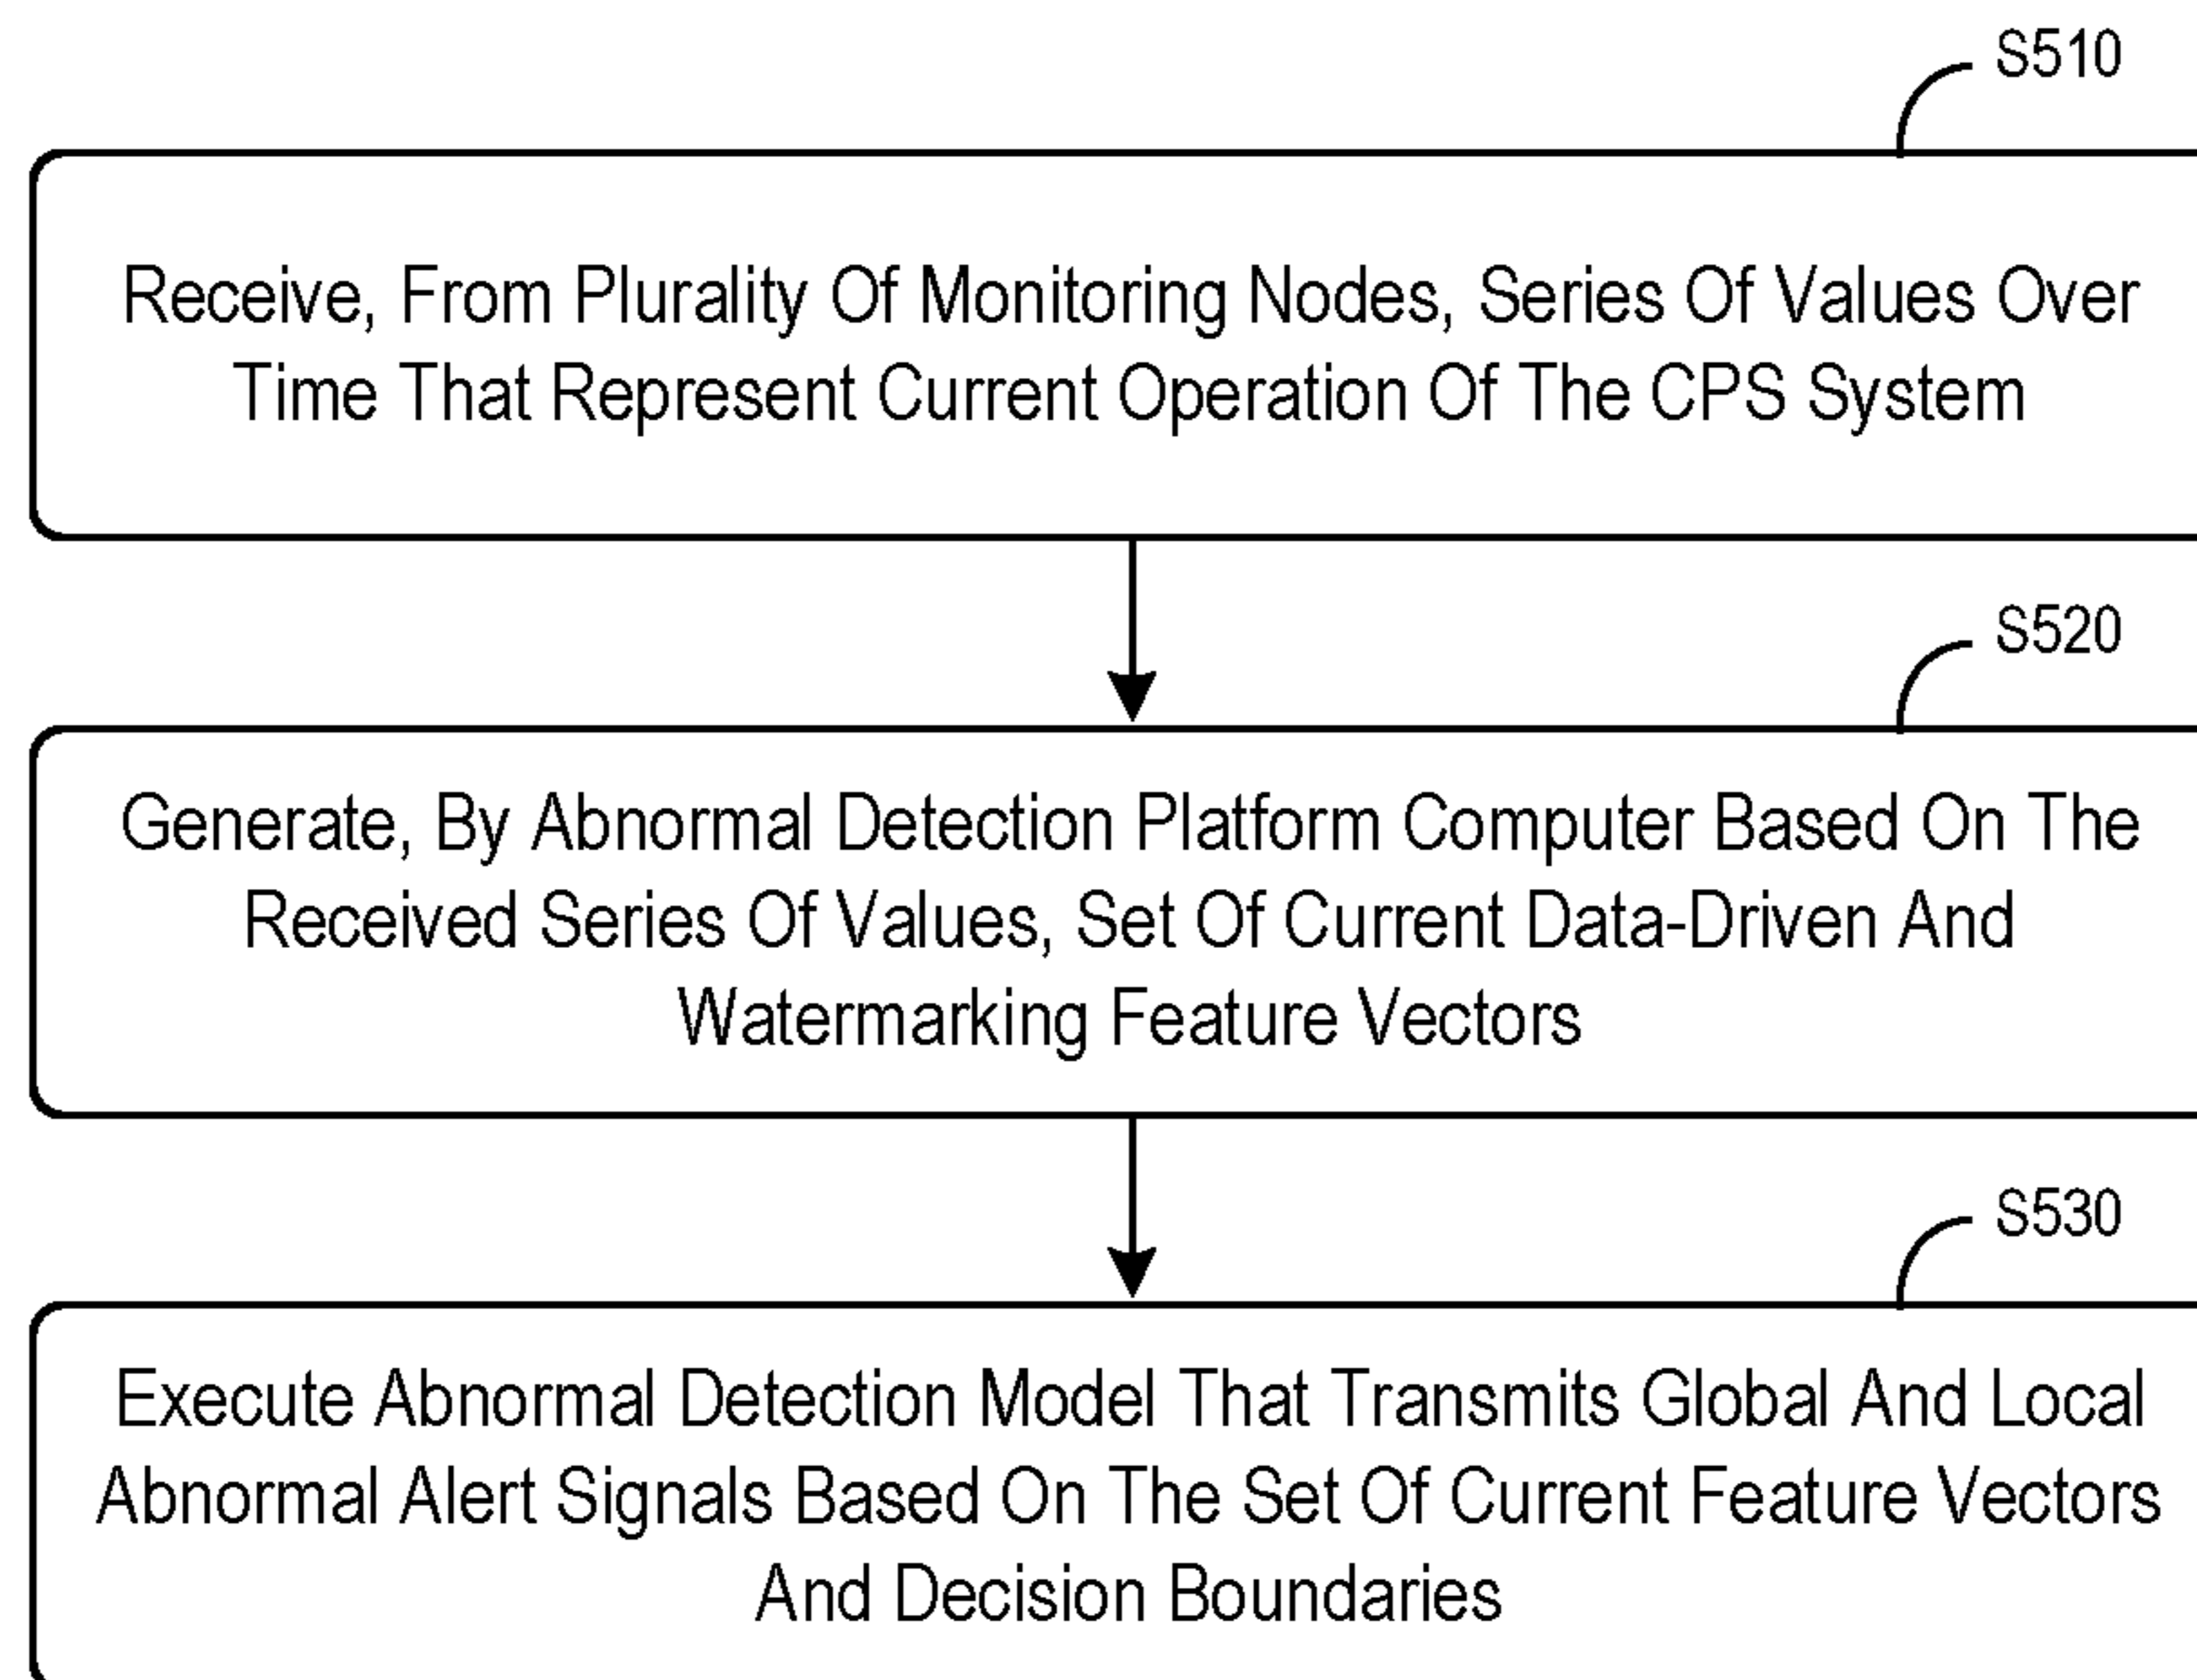 S510
Receive, From Plurality Of Monitoring Nodes, Series Of Values Over
Time That Represent Current Operation Of The CPS System
S520
Generate, By Abnormal Detection Platform Computer Based On The
Received Series Of Values, Set Of Current Data-Driven And
Watermarking Feature Vectors
S530
Execute Abnormal Detection Model That Transmits Global And Local
Abnormal Alert Signals Based On The Set Of Current Feature Vectors
And Decision Boundaries